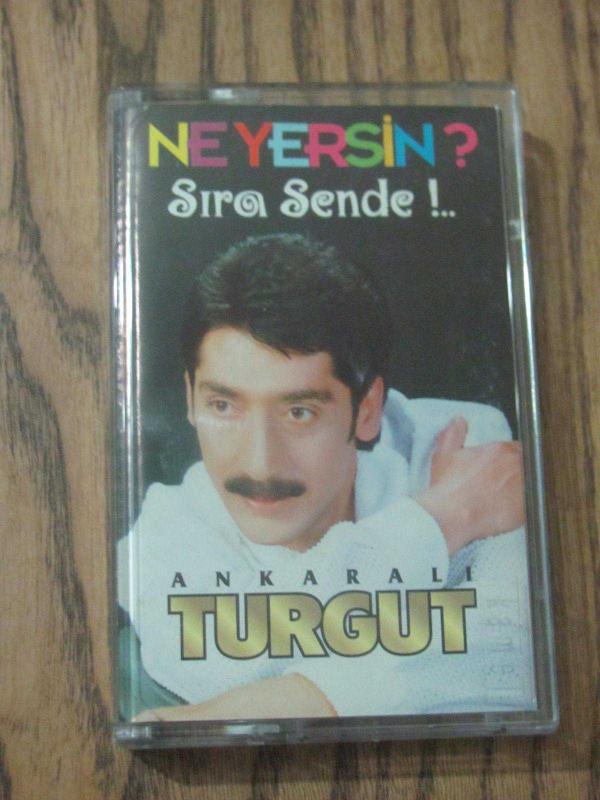 NE YERSİN ?
Sıra Sende !..
ANKARALI
TURGUT